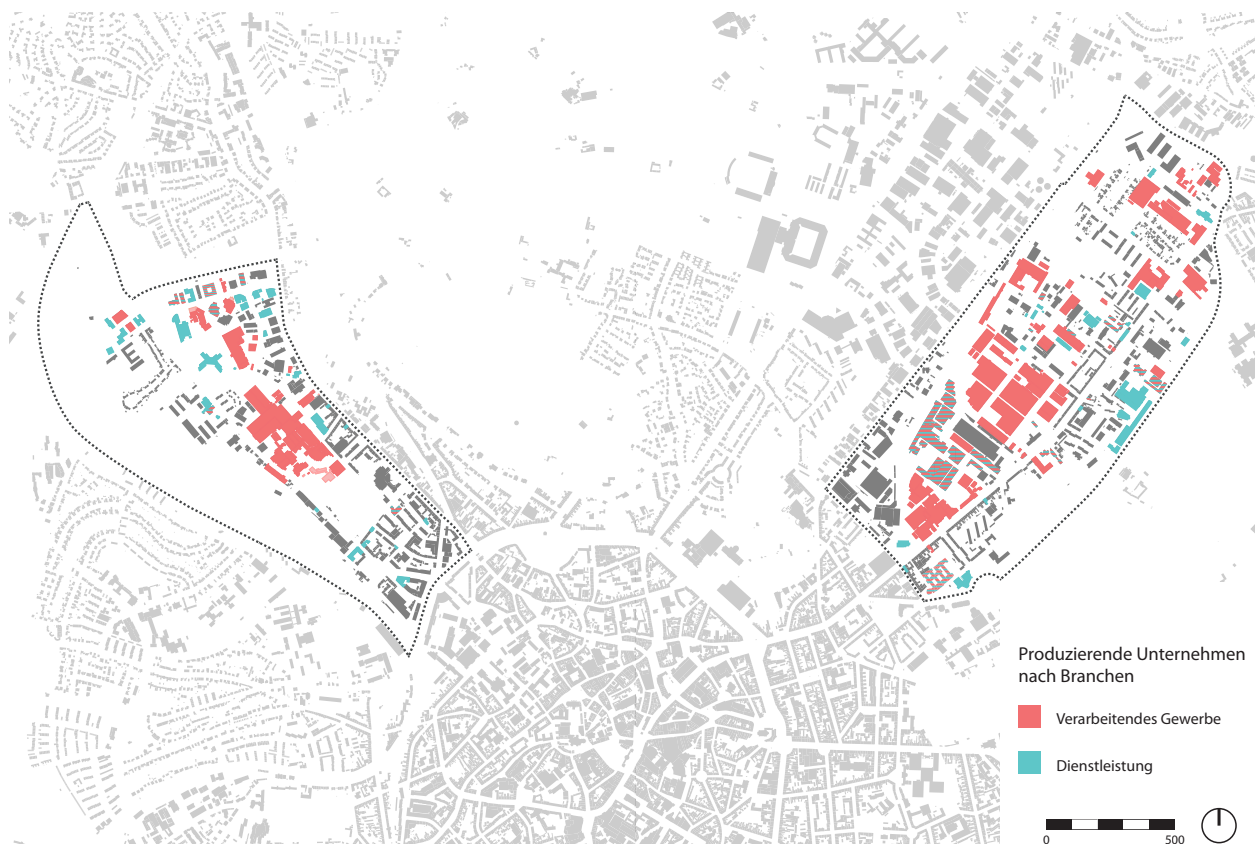 Produzierende Unternehmen
nach Branchen
Verarbeitendes Gewerbe
Dienstleistung
0 500